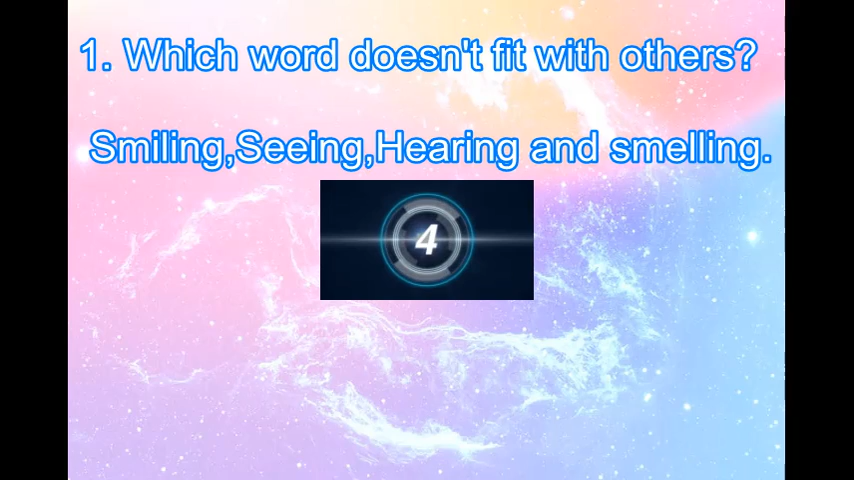 1. Which word doesn't fit with others?
Smiling,Seeing,Hearing and smelling.
4